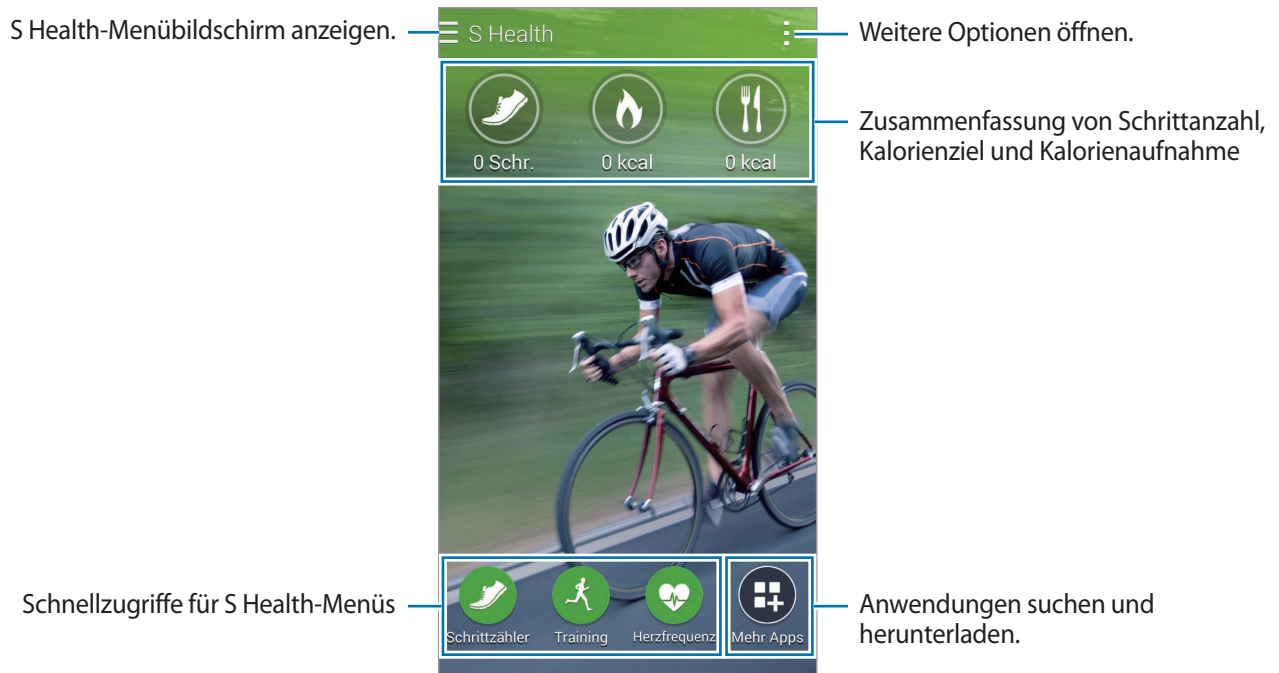 S Health-Menübildschirm anzeigen.
S Health
Weitere Optionen öffnen.
0 Schr.
0 kcal
0 kcal
Zusammenfassung von Schrittanzahl,
Kalorienziel und Kalorienaufnahme
Schnellzugriffe für S Health-Menüs
Schrittzähler
Training
Herzfrequenz
Mehr Apps
Anwendungen suchen und
herunterladen.